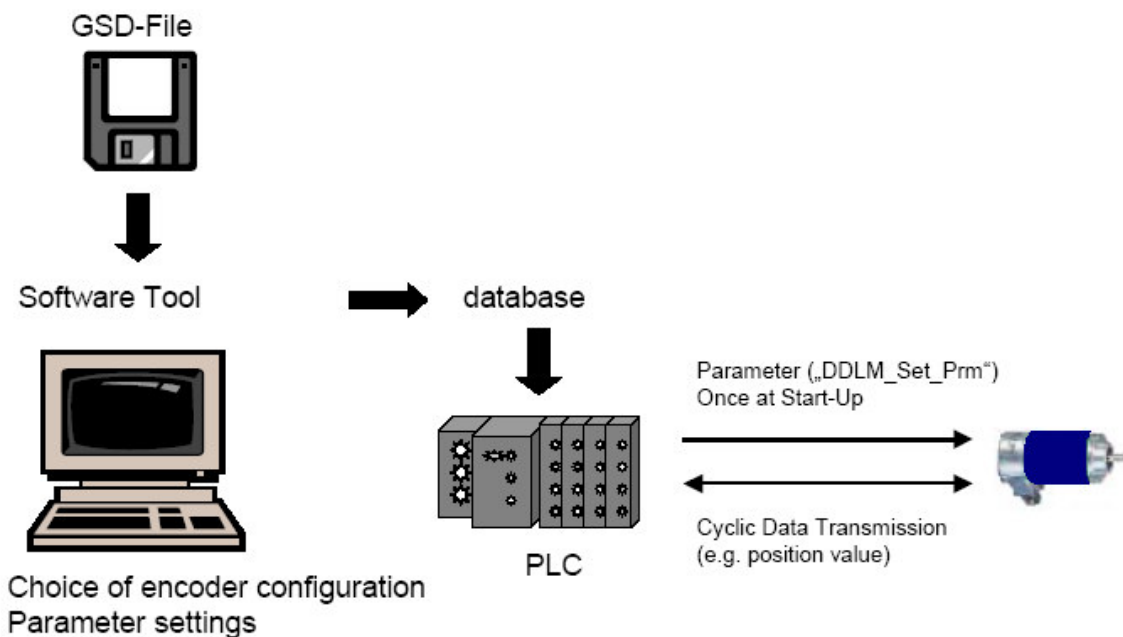 GSD-File
Software Tool
database
Parameter („DDLM_Set_Prm“)
Once at Start-Up
Cyclic Data Transmission
(e.g. position value)
PLC
Choice of encoder configuration
Parameter settings